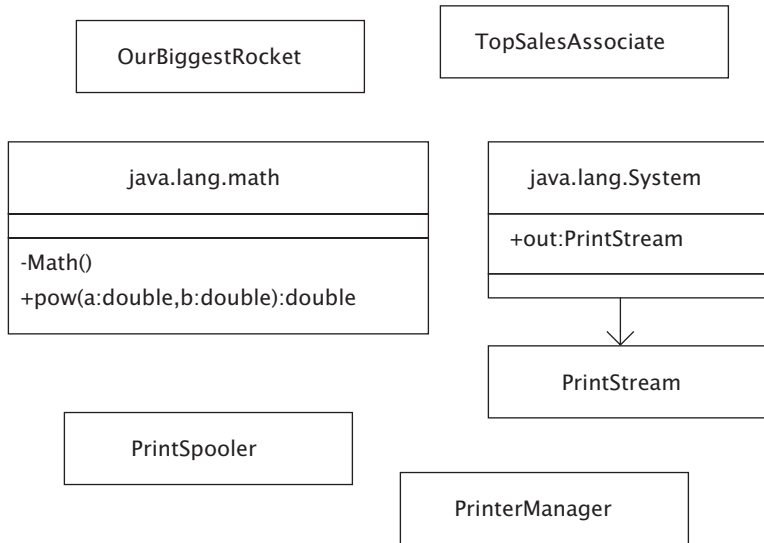 OurBiggestRocket
TopSalesAssociate
java.lang.math
-Math()
+pow(a:double,b:double):double
java.lang.System
+out:PrintStream
PrintStream
PrintSpooler
PrinterManager